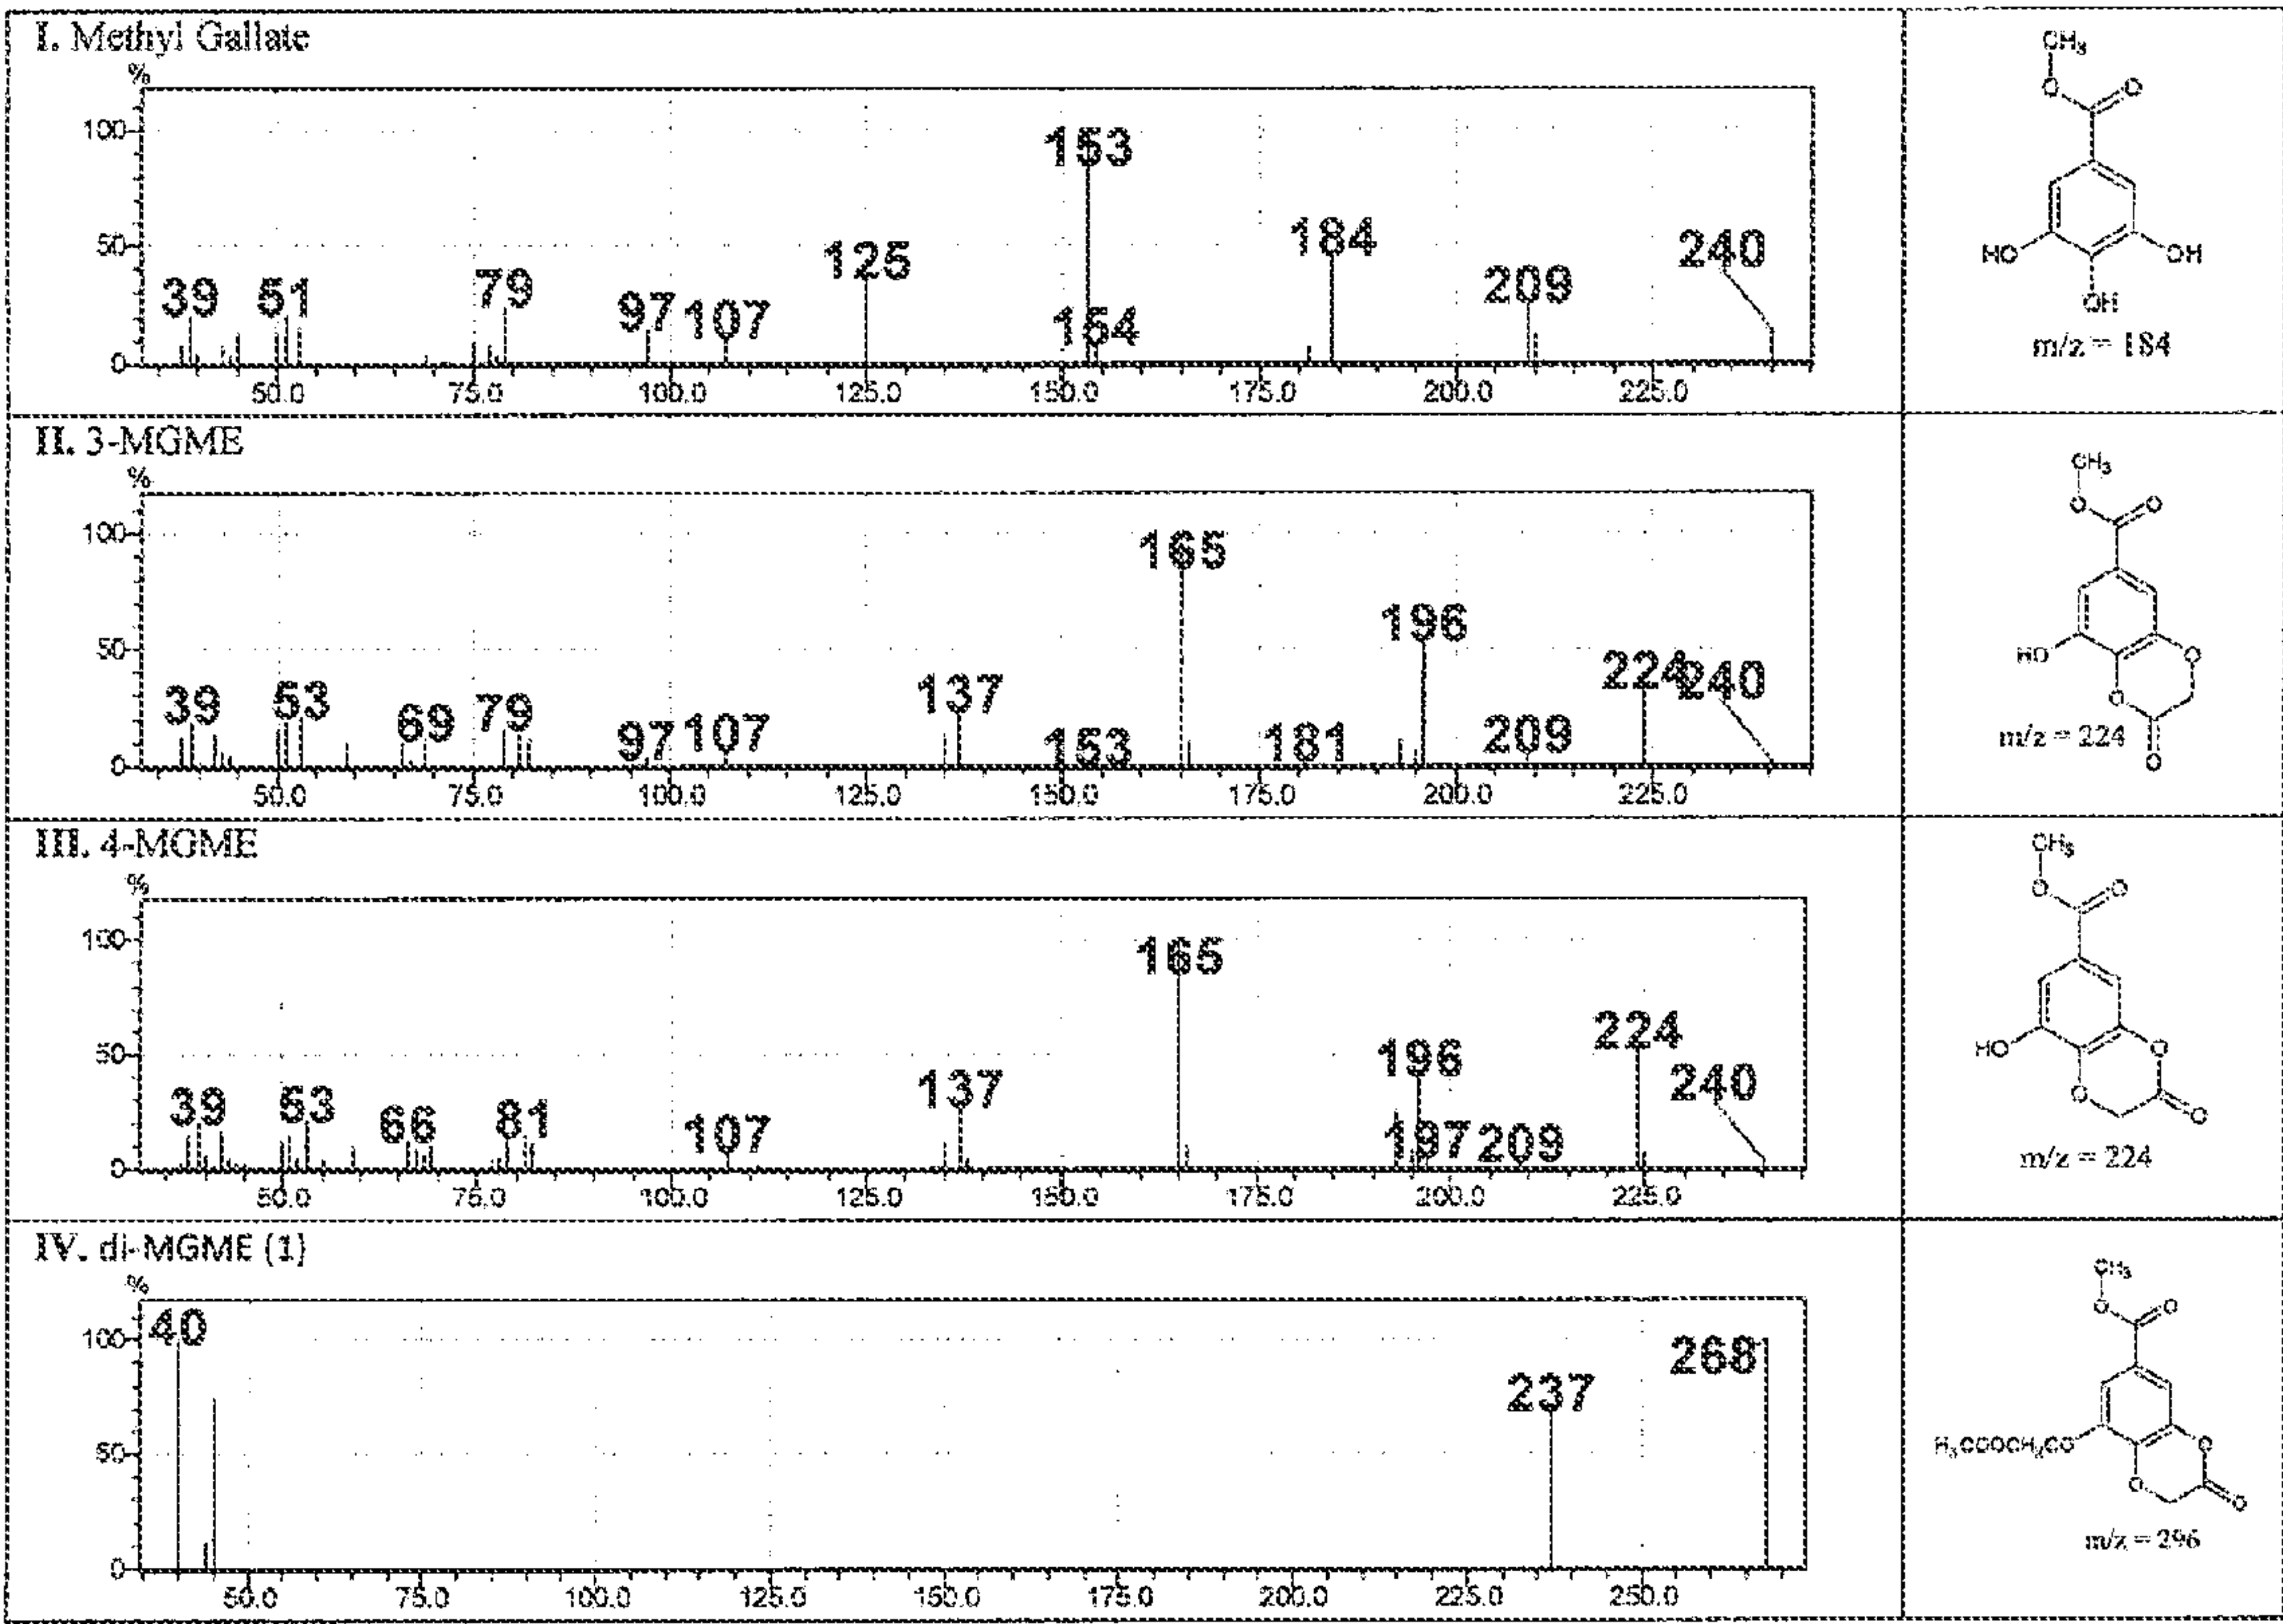 I. Methyl Gallate
%
100
50
0
39 51 79 97 107 125 153 154 184 209 240
50.0 75.0 100.0 125.0 150.0 175.0 200.0 225.0
CH₃
O O
HO OH
OH
m/z = 184
II. 3-MGME
%
100
50
0
39 53 69 79 97 107 137 153 165 181 196 209 224 240
50.0 75.0 100.0 125.0 150.0 175.0 200.0 225.0
CH₃
O O
HO O
O
O
m/z = 224
III. 4-MGME
%
100
50
0
39 53 66 81 107 137 165 196 197 209 224 240
50.0 75.0 100.0 125.0 150.0 175.0 200.0 225.0
CH₃
O O
HO O
O O
m/z = 224
IV. di-MGME (1)
%
100
50
0
40 237 268
50.0 75.0 100.0 125.0 150.0 175.0 200.0 225.0 250.0
CH₃
O O
H₃COOCH₂CO O
O O
m/z = 296